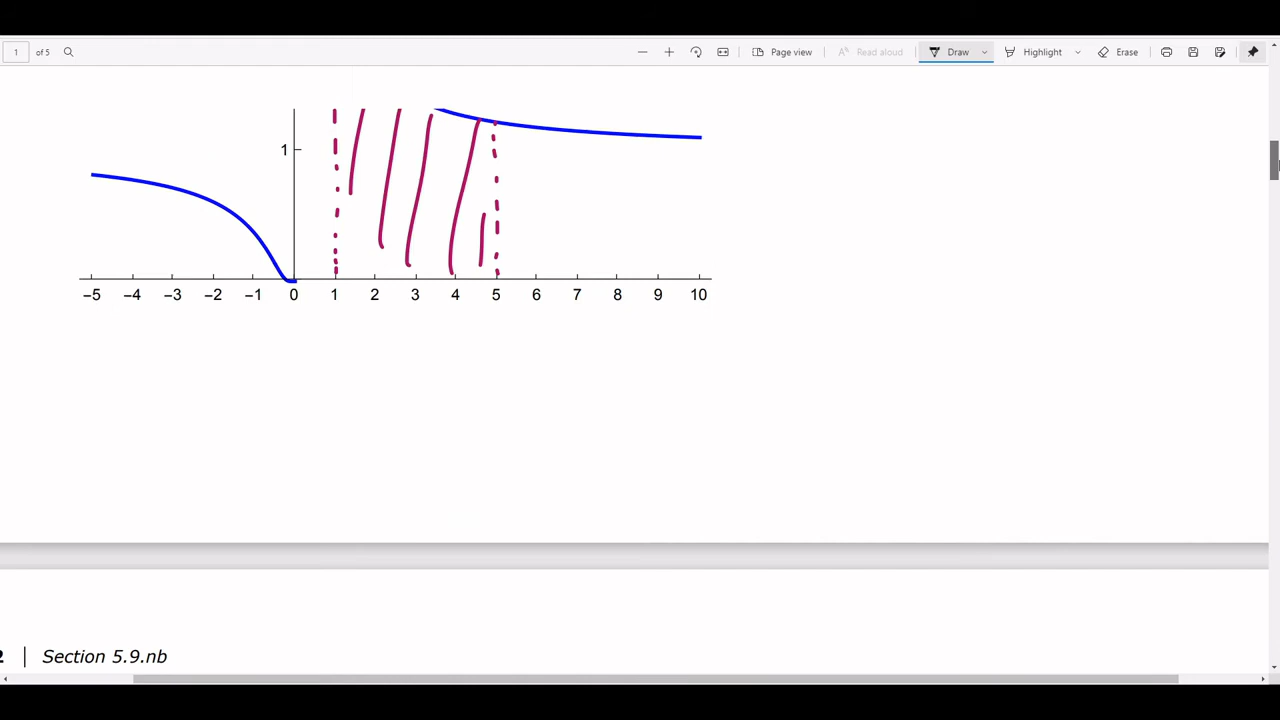 1 of 5 Page view Read aloud Draw Highlight Erase
1
−5 −4 −3 −2 −1 0 1 2 3 4 5 6 7 8 9 10
2 | Section 5.9.nb